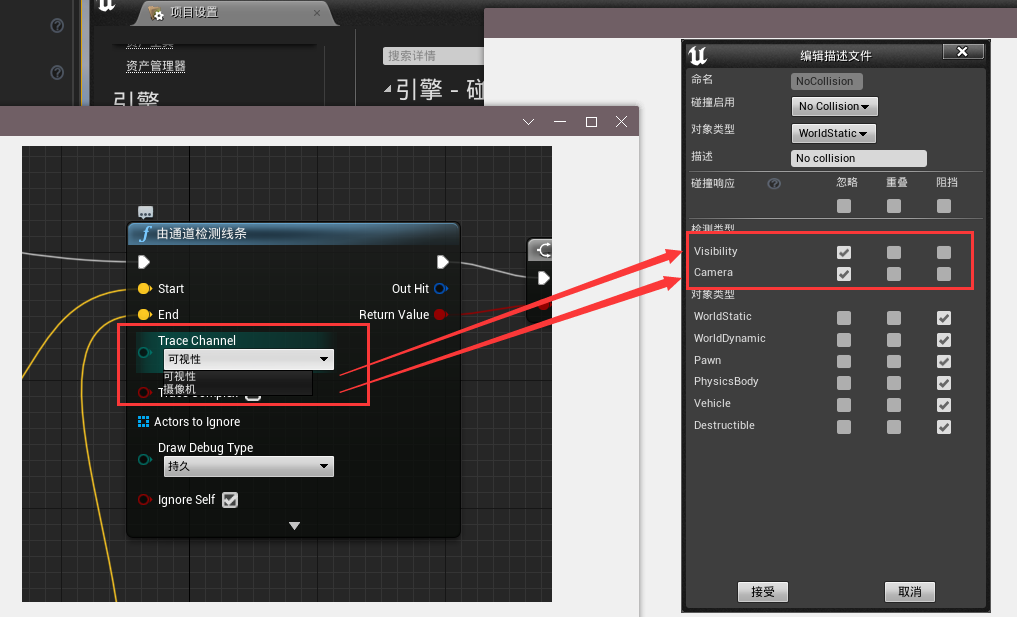 项目设置
资产管理器
搜索详情
引擎
引擎 - 碰
由通道检测线条
Start
Out Hit
End
Return Value
Trace Channel
可视性
可视性
摄像机
Actors to Ignore
Draw Debug Type
持久
Ignore Self
编辑描述文件
命名
NoCollision
碰撞启用
No Collision
对象类型
WorldStatic
描述
No collision
碰撞响应
忽略
重叠
阻挡
检测类型
Visibility
Camera
对象类型
WorldStatic
WorldDynamic
Pawn
PhysicsBody
Vehicle
Destructible
接受
取消